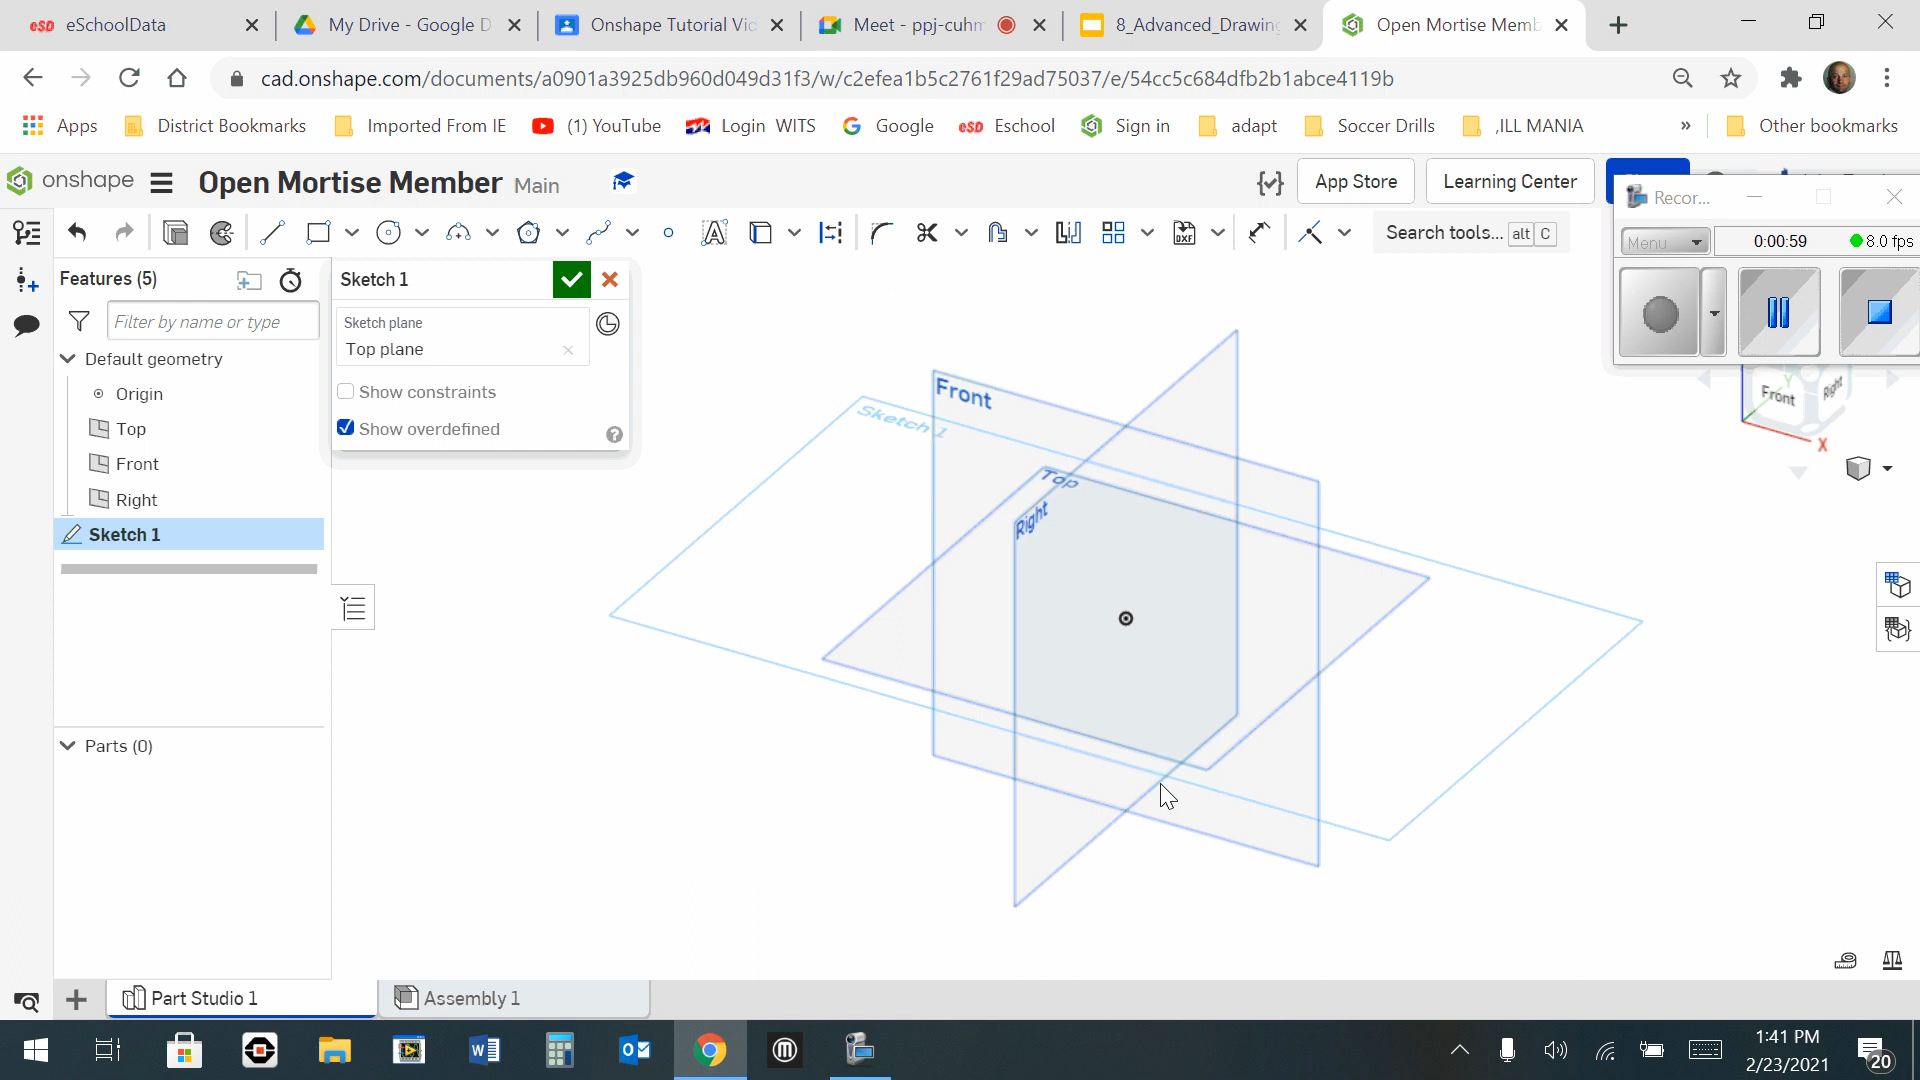 eSD eSchoolData
My Drive - Google D
Onshape Tutorial Vid
Meet - ppj-cuhm
8_Advanced_Drawing
Open Mortise Memb
cad.onshape.com/documents/a0901a3925db960d049d31f3/w/c2efea1b5c2761f29ad75037/e/54cc5c684dfb2b1abce4119b
Apps
District Bookmarks
Imported From IE
(1) YouTube
Login WITS
Google
eSD Eschool
Sign in
adapt
Soccer Drills
,ILL MANIA
»
Other bookmarks
onshape
Open Mortise Member Main
App Store
Learning Center
Recor...
Search tools... alt C
Menu
0:00:59
8.0 fps
Features (5)
Filter by name or type
Default geometry
Origin
Top
Front
Right
Sketch 1
Parts (0)
Sketch 1
Sketch plane
Top plane
Show constraints
Show overdefined
Front
Sketch 1
Top
Right
Front
Right
Y
X
DXF
Part Studio 1
Assembly 1
1:41 PM
2/23/2021
20